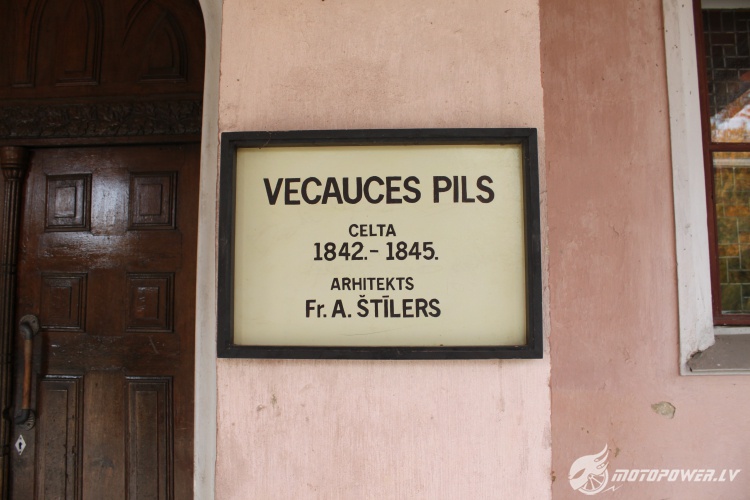 VECAUCES PILS
CELTA
1842.- 1845.
ARHITEKTS
Fr. A. ŠTĪLERS
MOTOPOWER.LV